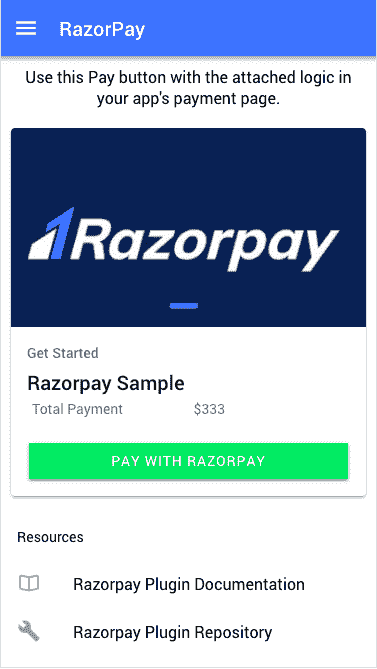 RazorPay
Use this Pay button with the attached logic in
your app's payment page.
Razorpay
Get Started
Razorpay Sample
Total Payment $333
PAY WITH RAZORPAY
Resources
Razorpay Plugin Documentation
Razorpay Plugin Repository